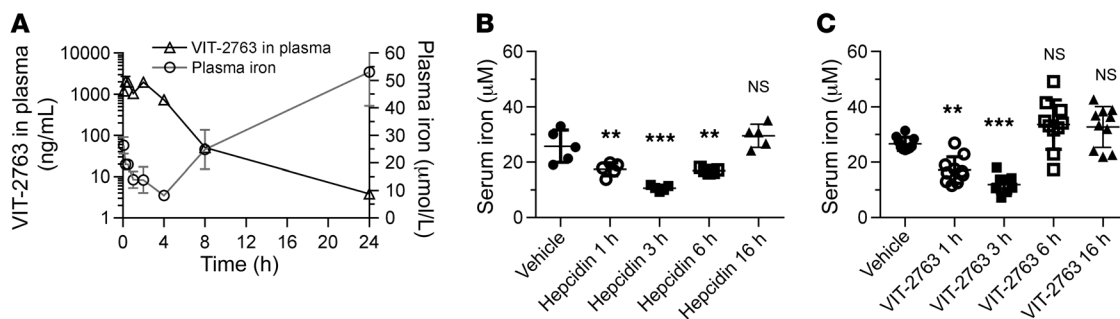 A
VIT-2763 in plasma
(ng/mL)
10000
1000
100
10
1
VIT-2763 in plasma
Plasma iron
60
50
40
30
20
10
0
Plasma iron (μmol/L)
0 4 8 12 16 20 24
Time (h)
B
Serum iron (μM)
60
40
20
0
**
***
**
NS
Vehicle
Hepcidin 1 h
Hepcidin 3 h
Hepcidin 6 h
Hepcidin 16 h
C
Serum iron (μM)
60
40
20
0
**
***
NS
NS
Vehicle
VIT-2763 1 h
VIT-2763 3 h
VIT-2763 6 h
VIT-2763 16 h